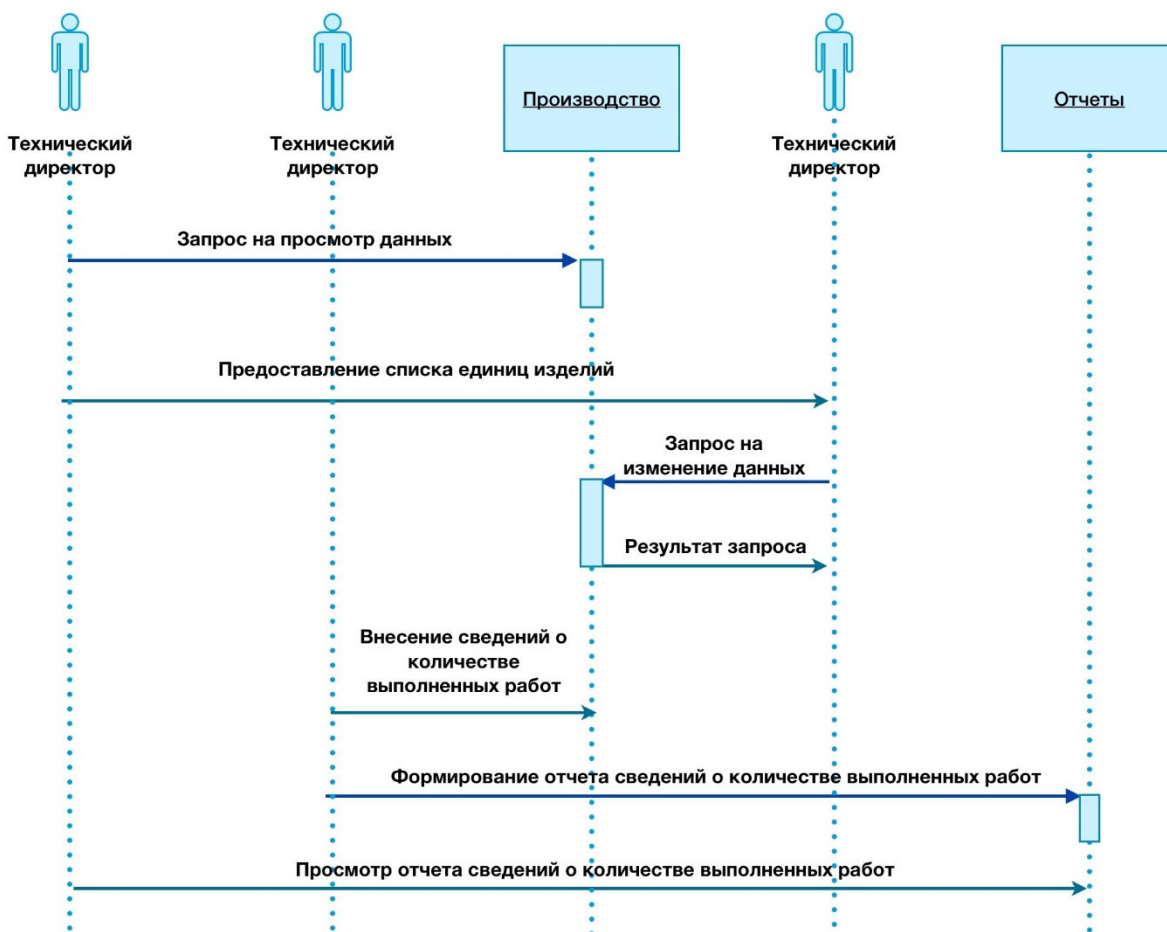 Производство
Отчеты
Технический
директор
Технический
директор
Технический
директор
Запрос на просмотр данных
Предоставление списка единиц изделий
Запрос на
изменение данных
Результат запроса
Внесение сведений о
количестве
выполненных работ
Формирование отчета сведений о количестве выполненных работ
Просмотр отчета сведений о количестве выполненных работ